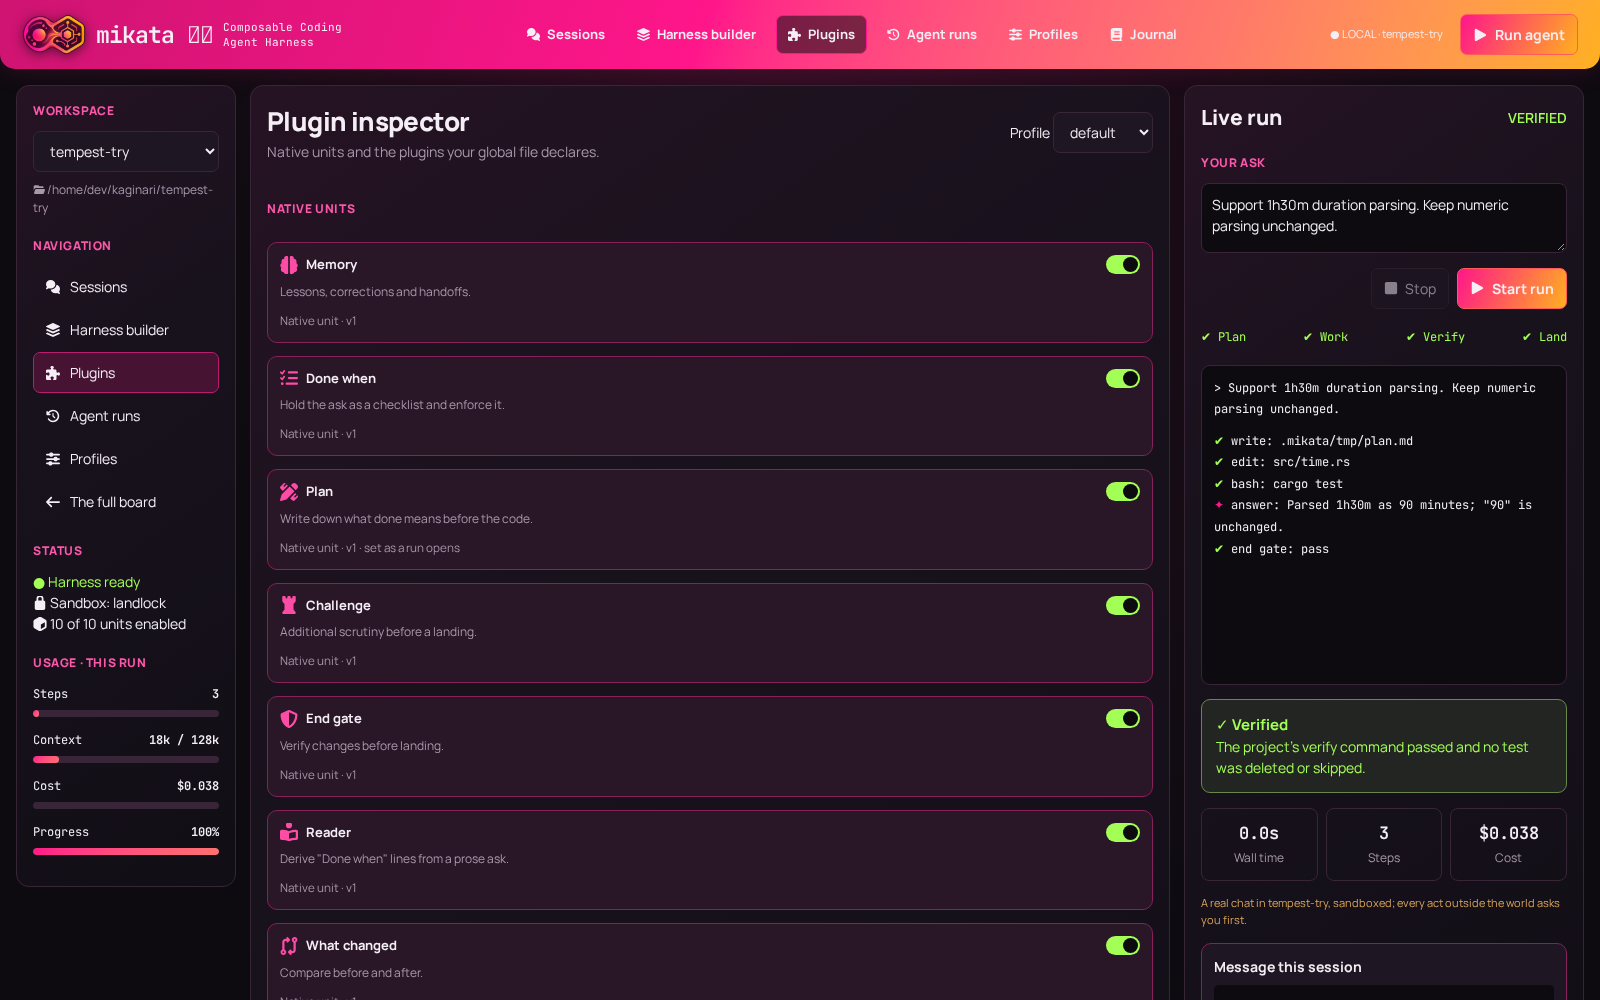 mikata
Composable Coding
Agent Harness
Sessions
Harness builder
Plugins
Agent runs
Profiles
Journal
LOCAL · tempest-try
Run agent
WORKSPACE
tempest-try
/home/dev/kaginari/tempest-
try
NAVIGATION
Sessions
Harness builder
Plugins
Agent runs
Profiles
The full board
STATUS
Harness ready
Sandbox: landlock
10 of 10 units enabled
USAGE · THIS RUN
Steps 3
Context 18k / 128k
Cost $0.038
Progress 100%
Plugin inspector
Native units and the plugins your global file declares.
Profile default
NATIVE UNITS
Memory
Lessons, corrections and handoffs.
Native unit · v1
Done when
Hold the ask as a checklist and enforce it.
Native unit · v1
Plan
Write down what done means before the code.
Native unit · v1 · set as a run opens
Challenge
Additional scrutiny before a landing.
Native unit · v1
End gate
Verify changes before landing.
Native unit · v1
Reader
Derive "Done when" lines from a prose ask.
Native unit · v1
What changed
Compare before and after.
Native unit · v1
Live run
VERIFIED
YOUR ASK
Support 1h30m duration parsing. Keep numeric
parsing unchanged.
Stop
Start run
✔ Plan
✔ Work
✔ Verify
✔ Land
> Support 1h30m duration parsing. Keep numeric
parsing unchanged.
✔ write: .mikata/tmp/plan.md
✔ edit: src/time.rs
✔ bash: cargo test
✦ answer: Parsed 1h30m as 90 minutes; "90" is
unchanged.
✔ end gate: pass
✓ Verified
The project's verify command passed and no test
was deleted or skipped.
0.0s
Wall time
3
Steps
$0.038
Cost
A real chat in tempest-try, sandboxed; every act outside the world asks
you first.
Message this session